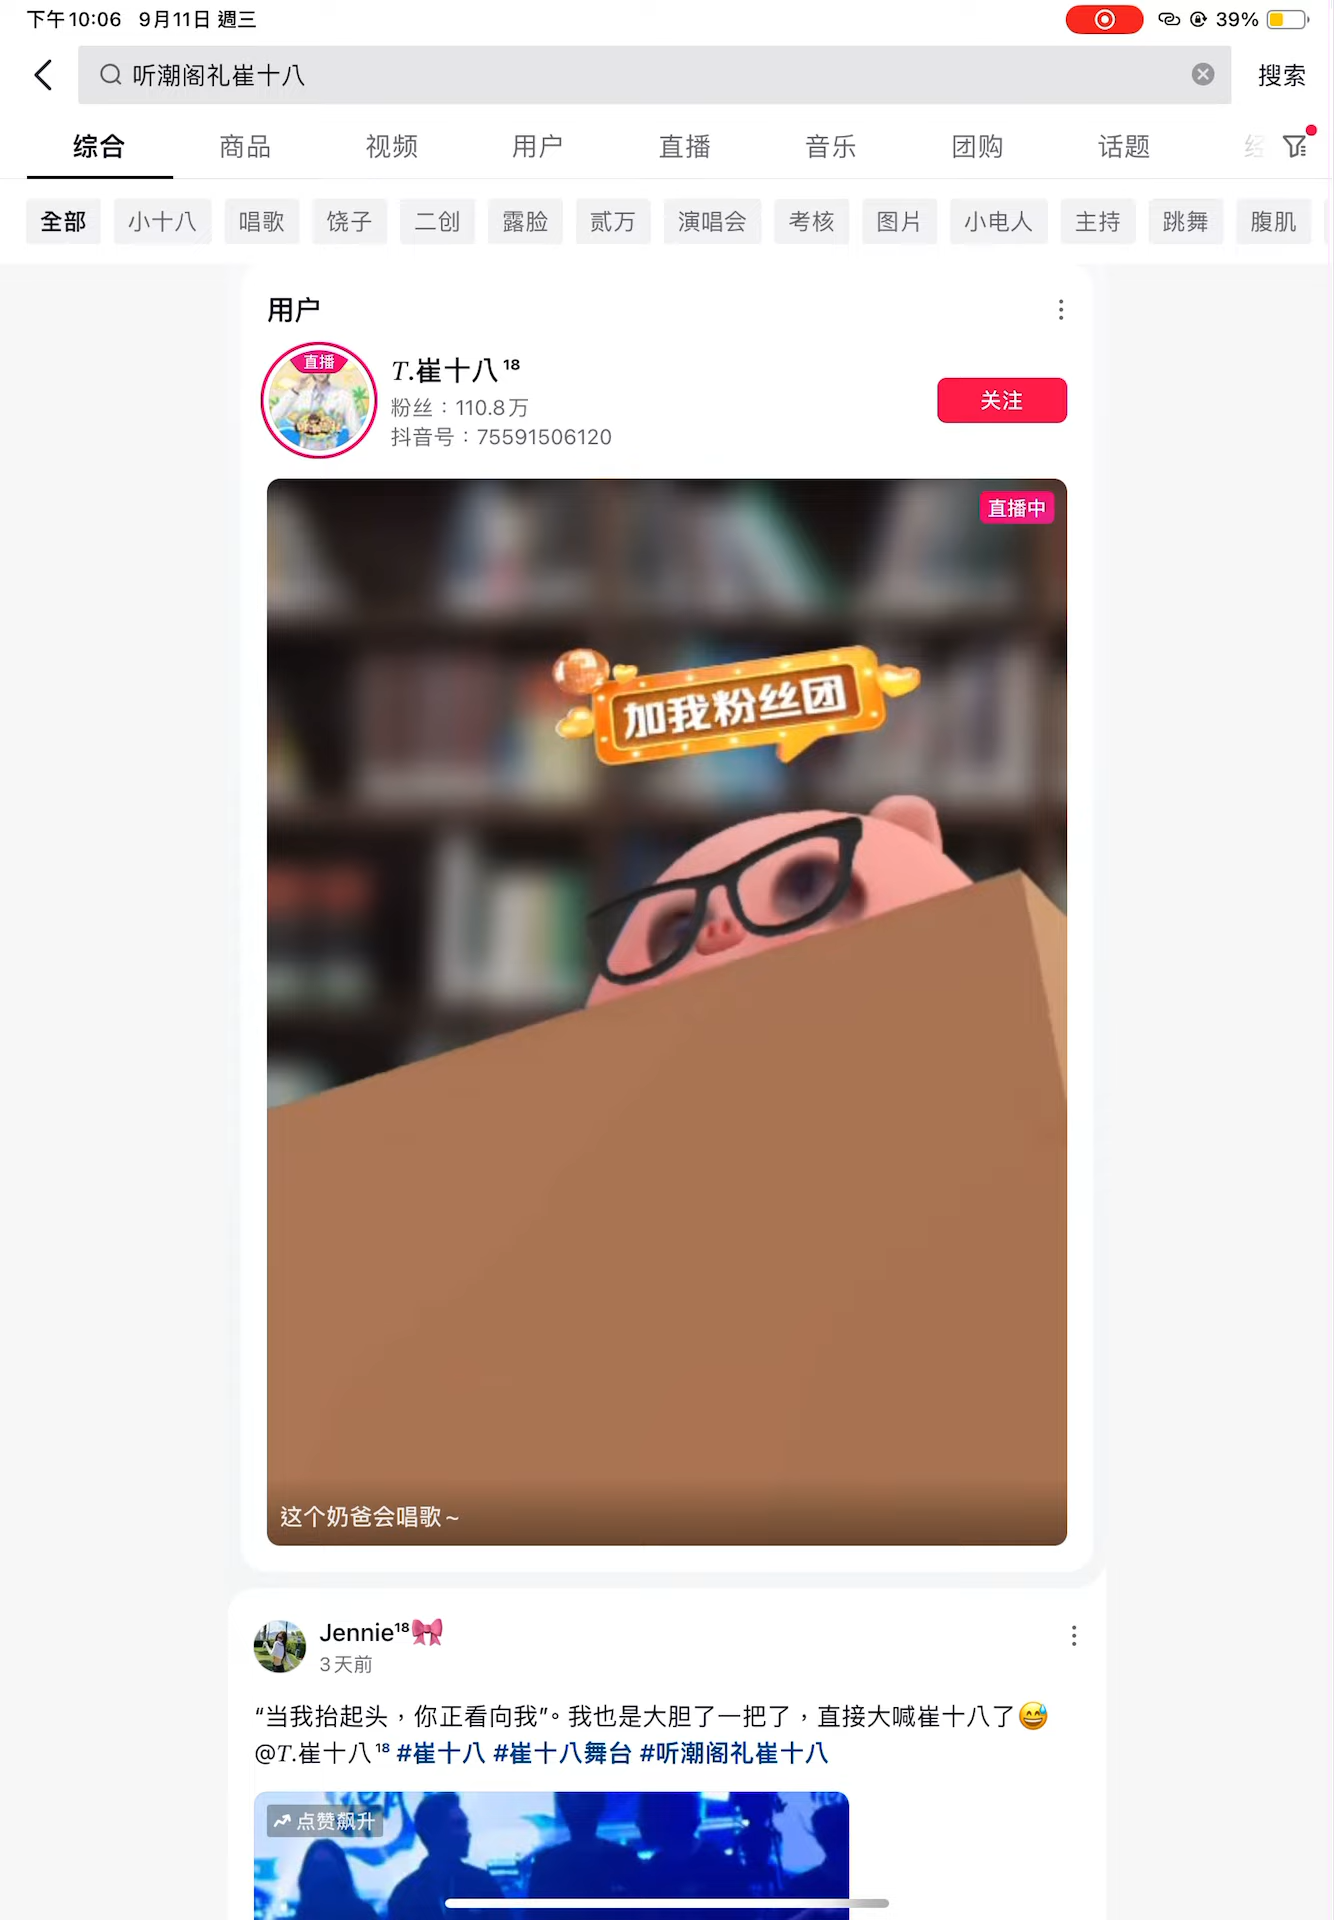 下午10:06 9月11日 週三
39%
听潮阁礼崔十八
搜索
综合 商品 视频 用户 直播 音乐 团购 话题 经
全部 小十八 唱歌 饶子 二创 露脸 贰万 演唱会 考核 图片 小电人 主持 跳舞 腹肌
用户
直播
T.崔十八¹⁸
粉丝：110.8万
关注
抖音号：75591506120
直播中
加我粉丝团
这个奶爸会唱歌~
Jennie¹⁸🎀
3天前
“当我抬起头，你正看向我”。我也是大胆了一把了，直接大喊崔十八了😅
@T.崔十八¹⁸ #崔十八 #崔十八舞台 #听潮阁礼崔十八
点赞飙升